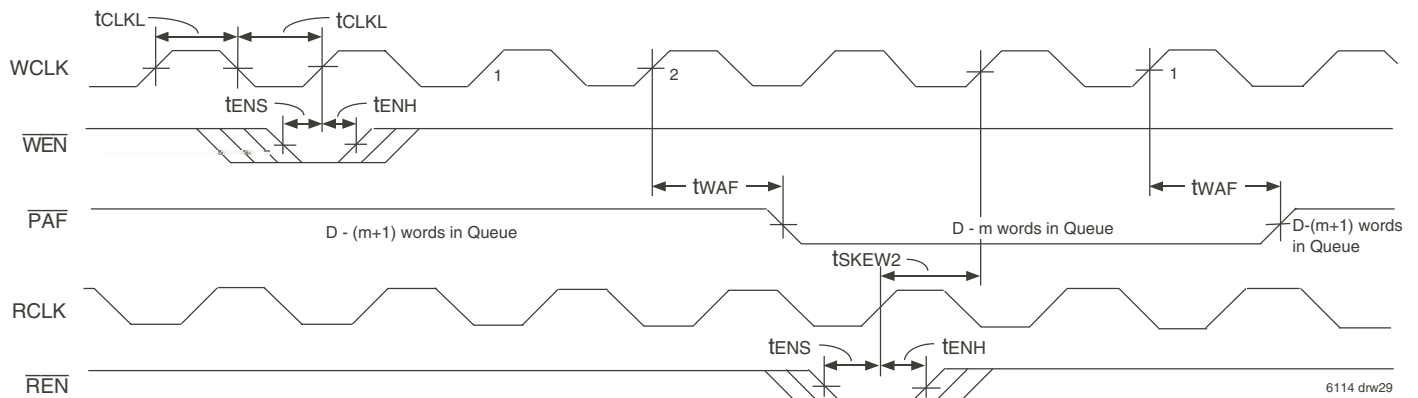 tCLKL
tCLKL
WCLK
1
2
1
tENS
tENH
WEN
tWAF
tWAF
PAF
D - (m+1) words in Queue
D - m words in Queue
D-(m+1) words
in Queue
tSKEW2
RCLK
tENS
tENH
REN
6114 drw29